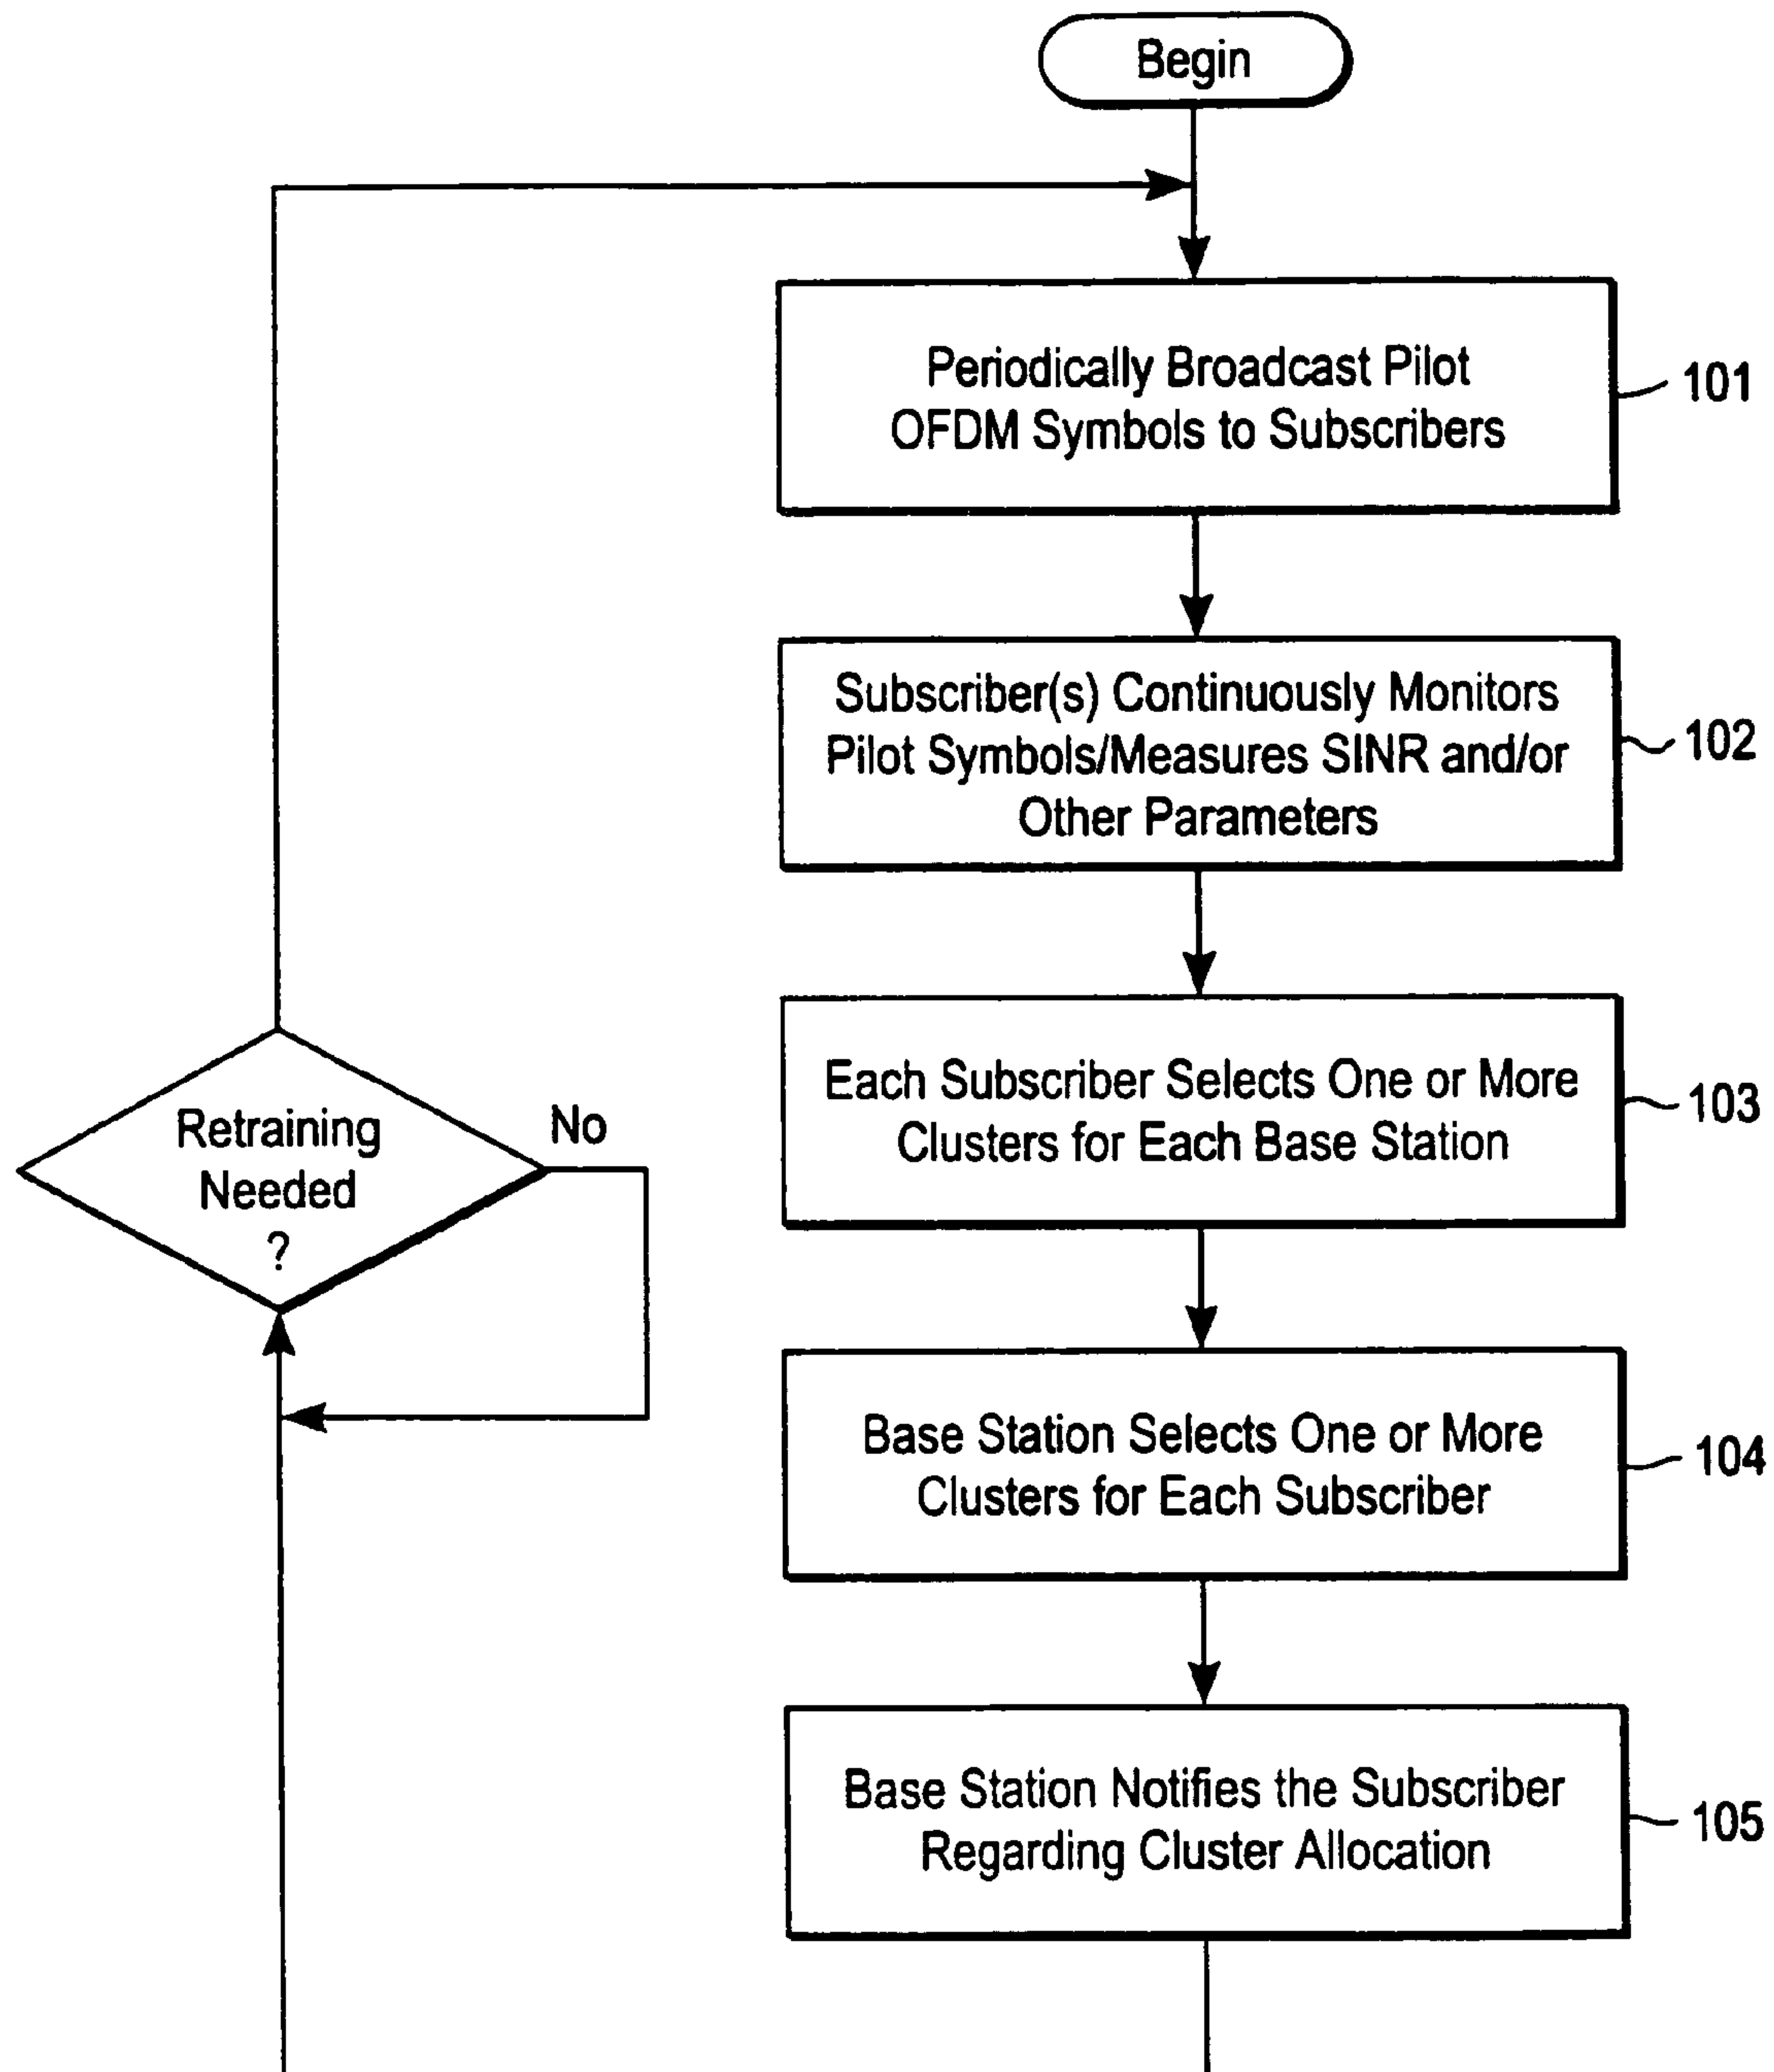 Begin
Periodically Broadcast Pilot
OFDM Symbols to Subscribers
101
Subscriber(s) Continuously Monitors
Pilot Symbols/Measures SINR and/or
Other Parameters
102
Each Subscriber Selects One or More
Clusters for Each Base Station
103
Retraining
Needed
?
No
Base Station Selects One or More
Clusters for Each Subscriber
104
Base Station Notifies the Subscriber
Regarding Cluster Allocation
105